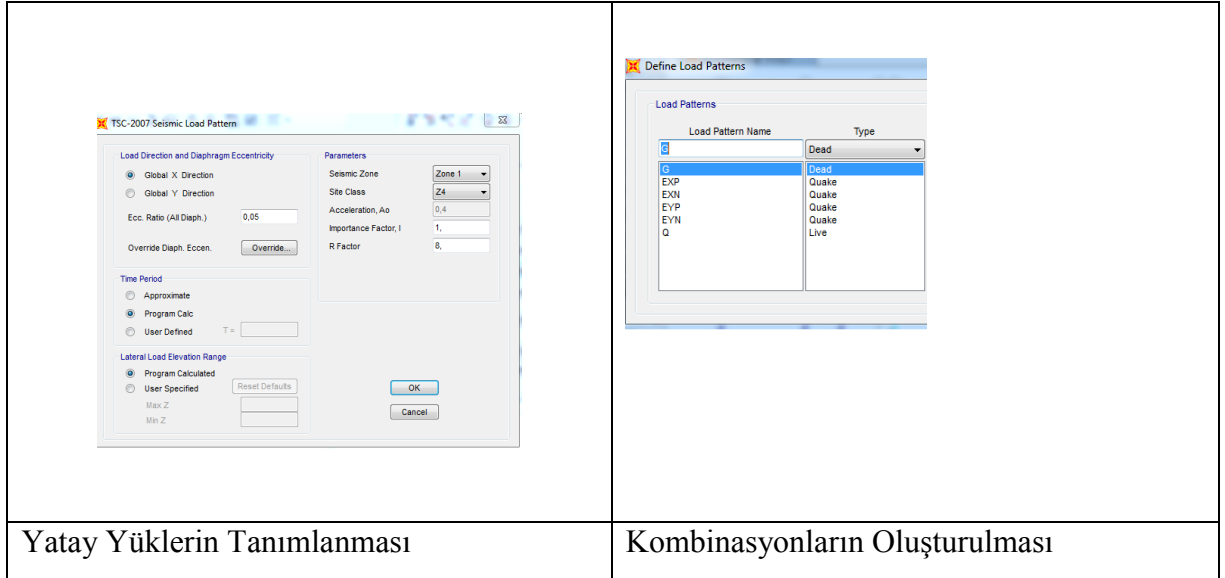 TSC-2007 Seismic Load Pattern
Load Direction and Diaphragm Eccentricity
Global X Direction
Global Y Direction
Ecc. Ratio (All Diaph.) 0,05
Override Diaph. Eccen. Override...
Time Period
Approximate
Program Calc
User Defined T =
Lateral Load Elevation Range
Program Calculated
User Specified Reset Defaults
Max Z
Min Z
Parameters
Seismic Zone Zone 1
Site Class Z4
Acceleration, Ao 0,4
Importance Factor, I 1,
R Factor 8,
OK
Cancel
Yatay Yüklerin Tanımlanması
Define Load Patterns
Load Patterns
Load Pattern Name Type
G Dead
G Dead
EXP Quake
EXN Quake
EYP Quake
EYN Quake
Q Live
Kombinasyonların Oluşturulması